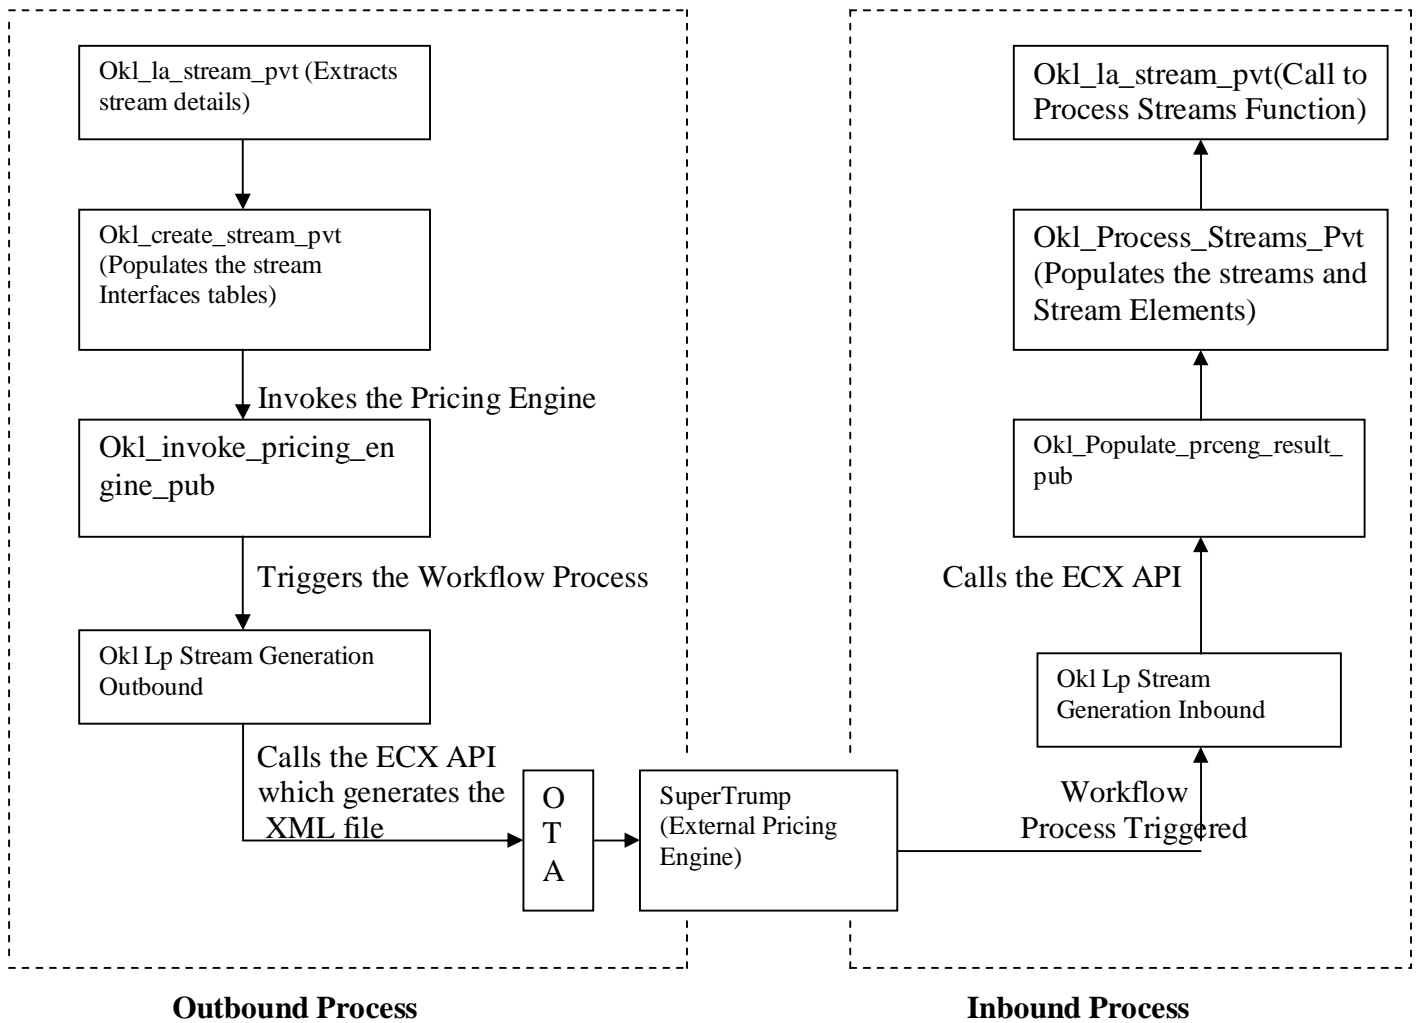 Okl_la_stream_pvt (Extracts
stream details)
Okl_create_stream_pvt
(Populates the stream
Interfaces tables)
Invokes the Pricing Engine
Okl_invoke_pricing_en
gine_pub
Triggers the Workflow Process
Okl Lp Stream Generation
Outbound
Calls the ECX API
which generates the
XML file
O
T
A
SuperTrump
(External Pricing
Engine)
Workflow
Process Triggered
Okl Lp Stream
Generation Inbound
Calls the ECX API
Okl_Populate_prceng_result_
pub
Okl_Process_Streams_Pvt
(Populates the streams and
Stream Elements)
Okl_la_stream_pvt(Call to
Process Streams Function)
Outbound Process
Inbound Process